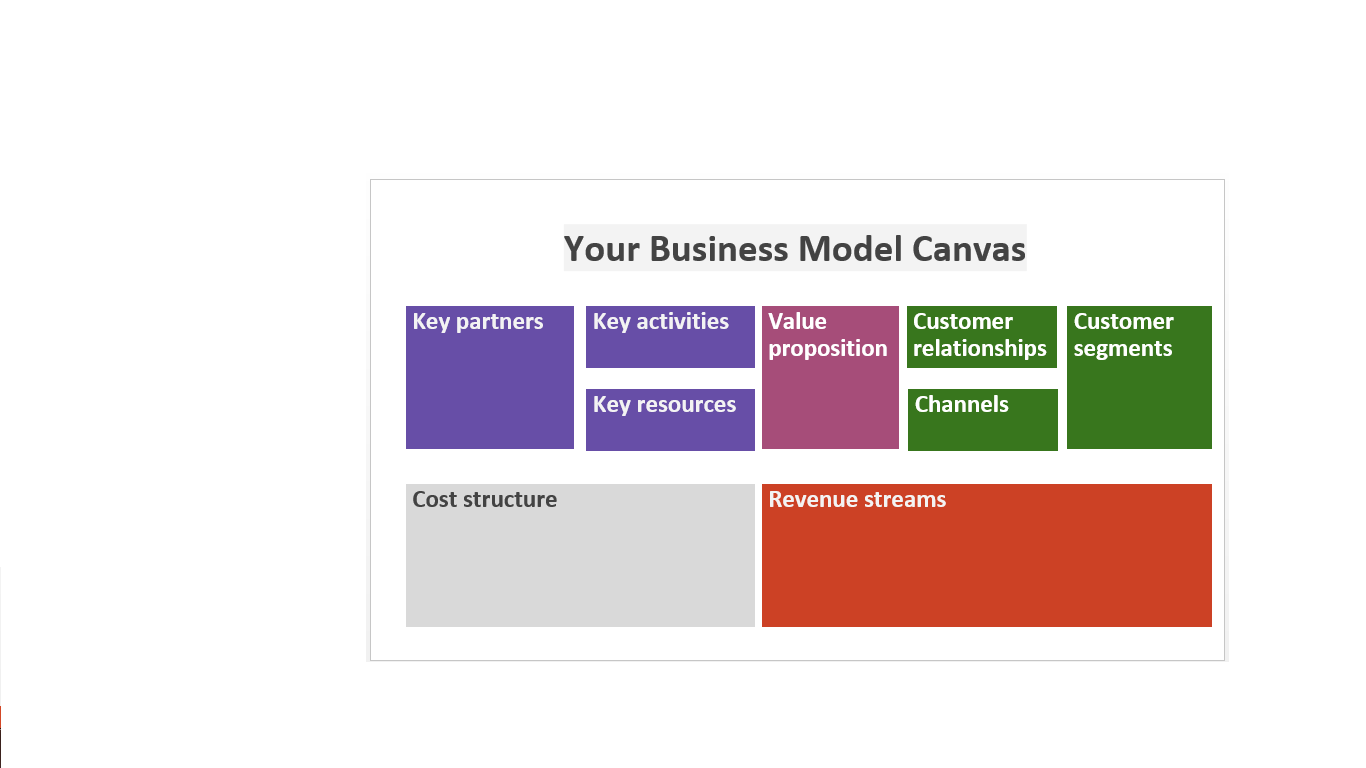 Your Business Model Canvas
Key partners
Key activities
Key resources
Value
proposition
Customer
relationships
Channels
Customer
segments
Cost structure
Revenue streams